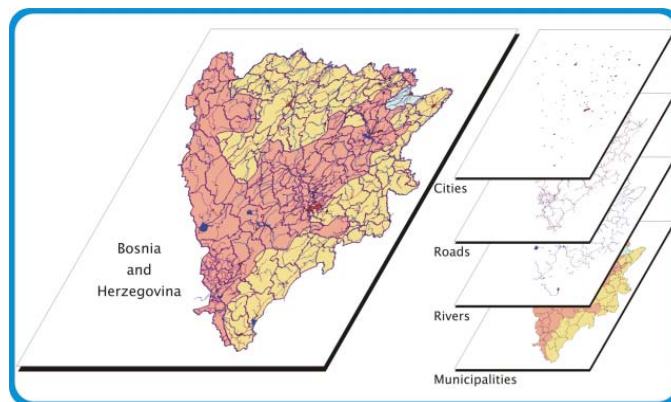 Bosnia
and
Herzegovina
Cities
Roads
Rivers
Municipalities